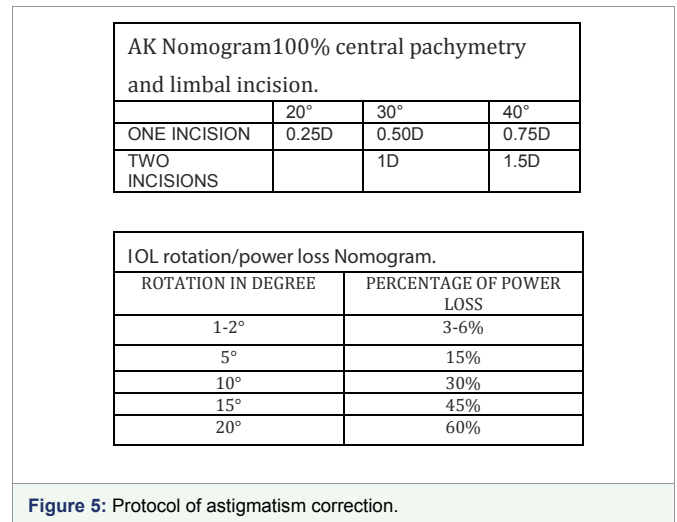 AK Nomogram100% central pachymetry
and limbal incision.
20° 30° 40°
ONE INCISION 0.25D 0.50D 0.75D
TWO
INCISIONS 1D 1.5D
IOL rotation/power loss Nomogram.
ROTATION IN DEGREE PERCENTAGE OF POWER
LOSS
1-2° 3-6%
5° 15%
10° 30%
15° 45%
20° 60%
Figure 5: Protocol of astigmatism correction.